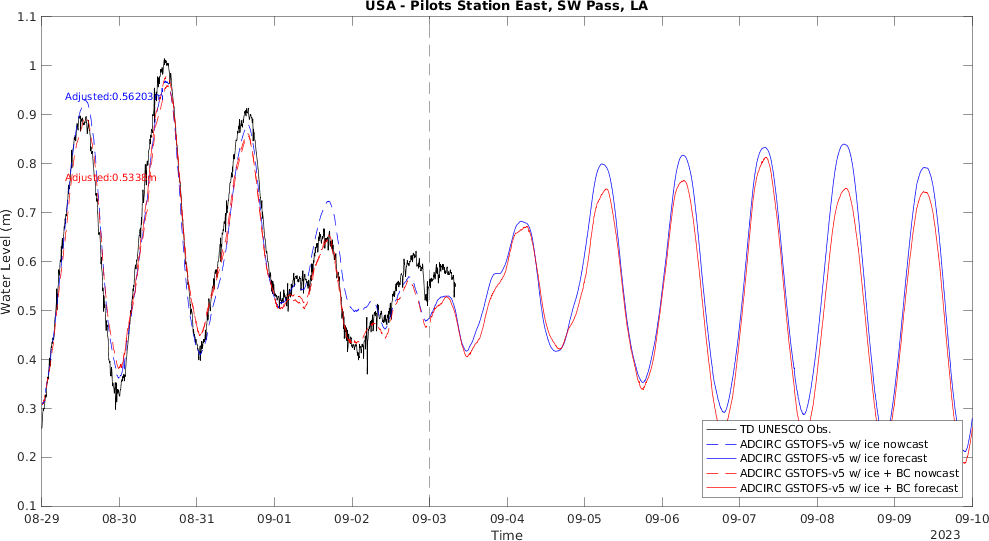 USA - Pilots Station East, SW Pass, LA
1.1
1
0.9
0.8
0.7
0.6
0.5
0.4
0.3
0.2
0.1
Water Level (m)
Adjusted:0.56203m
Adjusted:0.5338m
TD UNESCO Obs.
ADCIRC GSTOFS-v5 w/ ice nowcast
ADCIRC GSTOFS-v5 w/ ice forecast
ADCIRC GSTOFS-v5 w/ ice + BC nowcast
ADCIRC GSTOFS-v5 w/ ice + BC forecast
08-29 08-30 08-31 09-01 09-02 09-03 09-04 09-05 09-06 09-07 09-08 09-09 09-10
Time
2023